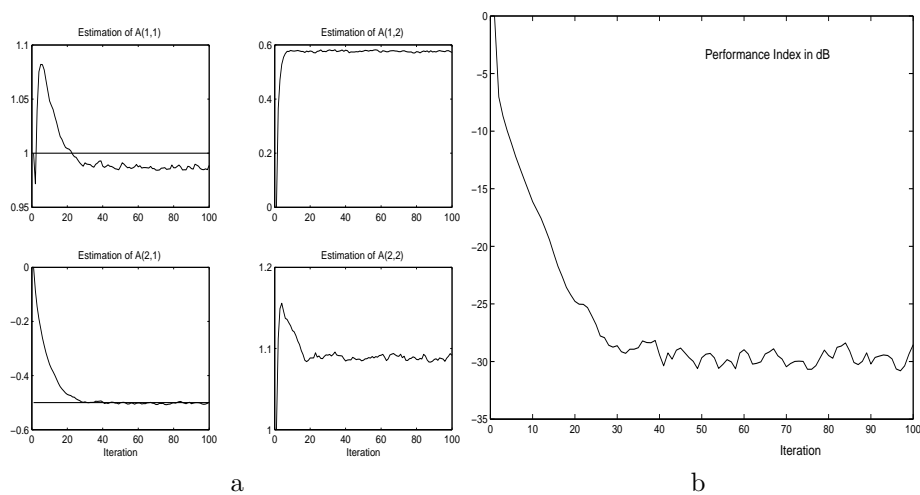 Estimation of A(1,1)
1.1
1.05
1
0.95
0 20 40 60 80 100
Estimation of A(1,2)
0.6
0.4
0.2
0
0 20 40 60 80 100
Estimation of A(2,1)
0
−0.2
−0.4
−0.6
0 20 40 60 80 100
Iteration
Estimation of A(2,2)
1.2
1.1
1
0 20 40 60 80 100
Iteration
a
Performance Index in dB
0
−5
−10
−15
−20
−25
−30
−35
0 10 20 30 40 50 60 70 80 90 100
Iteration
b